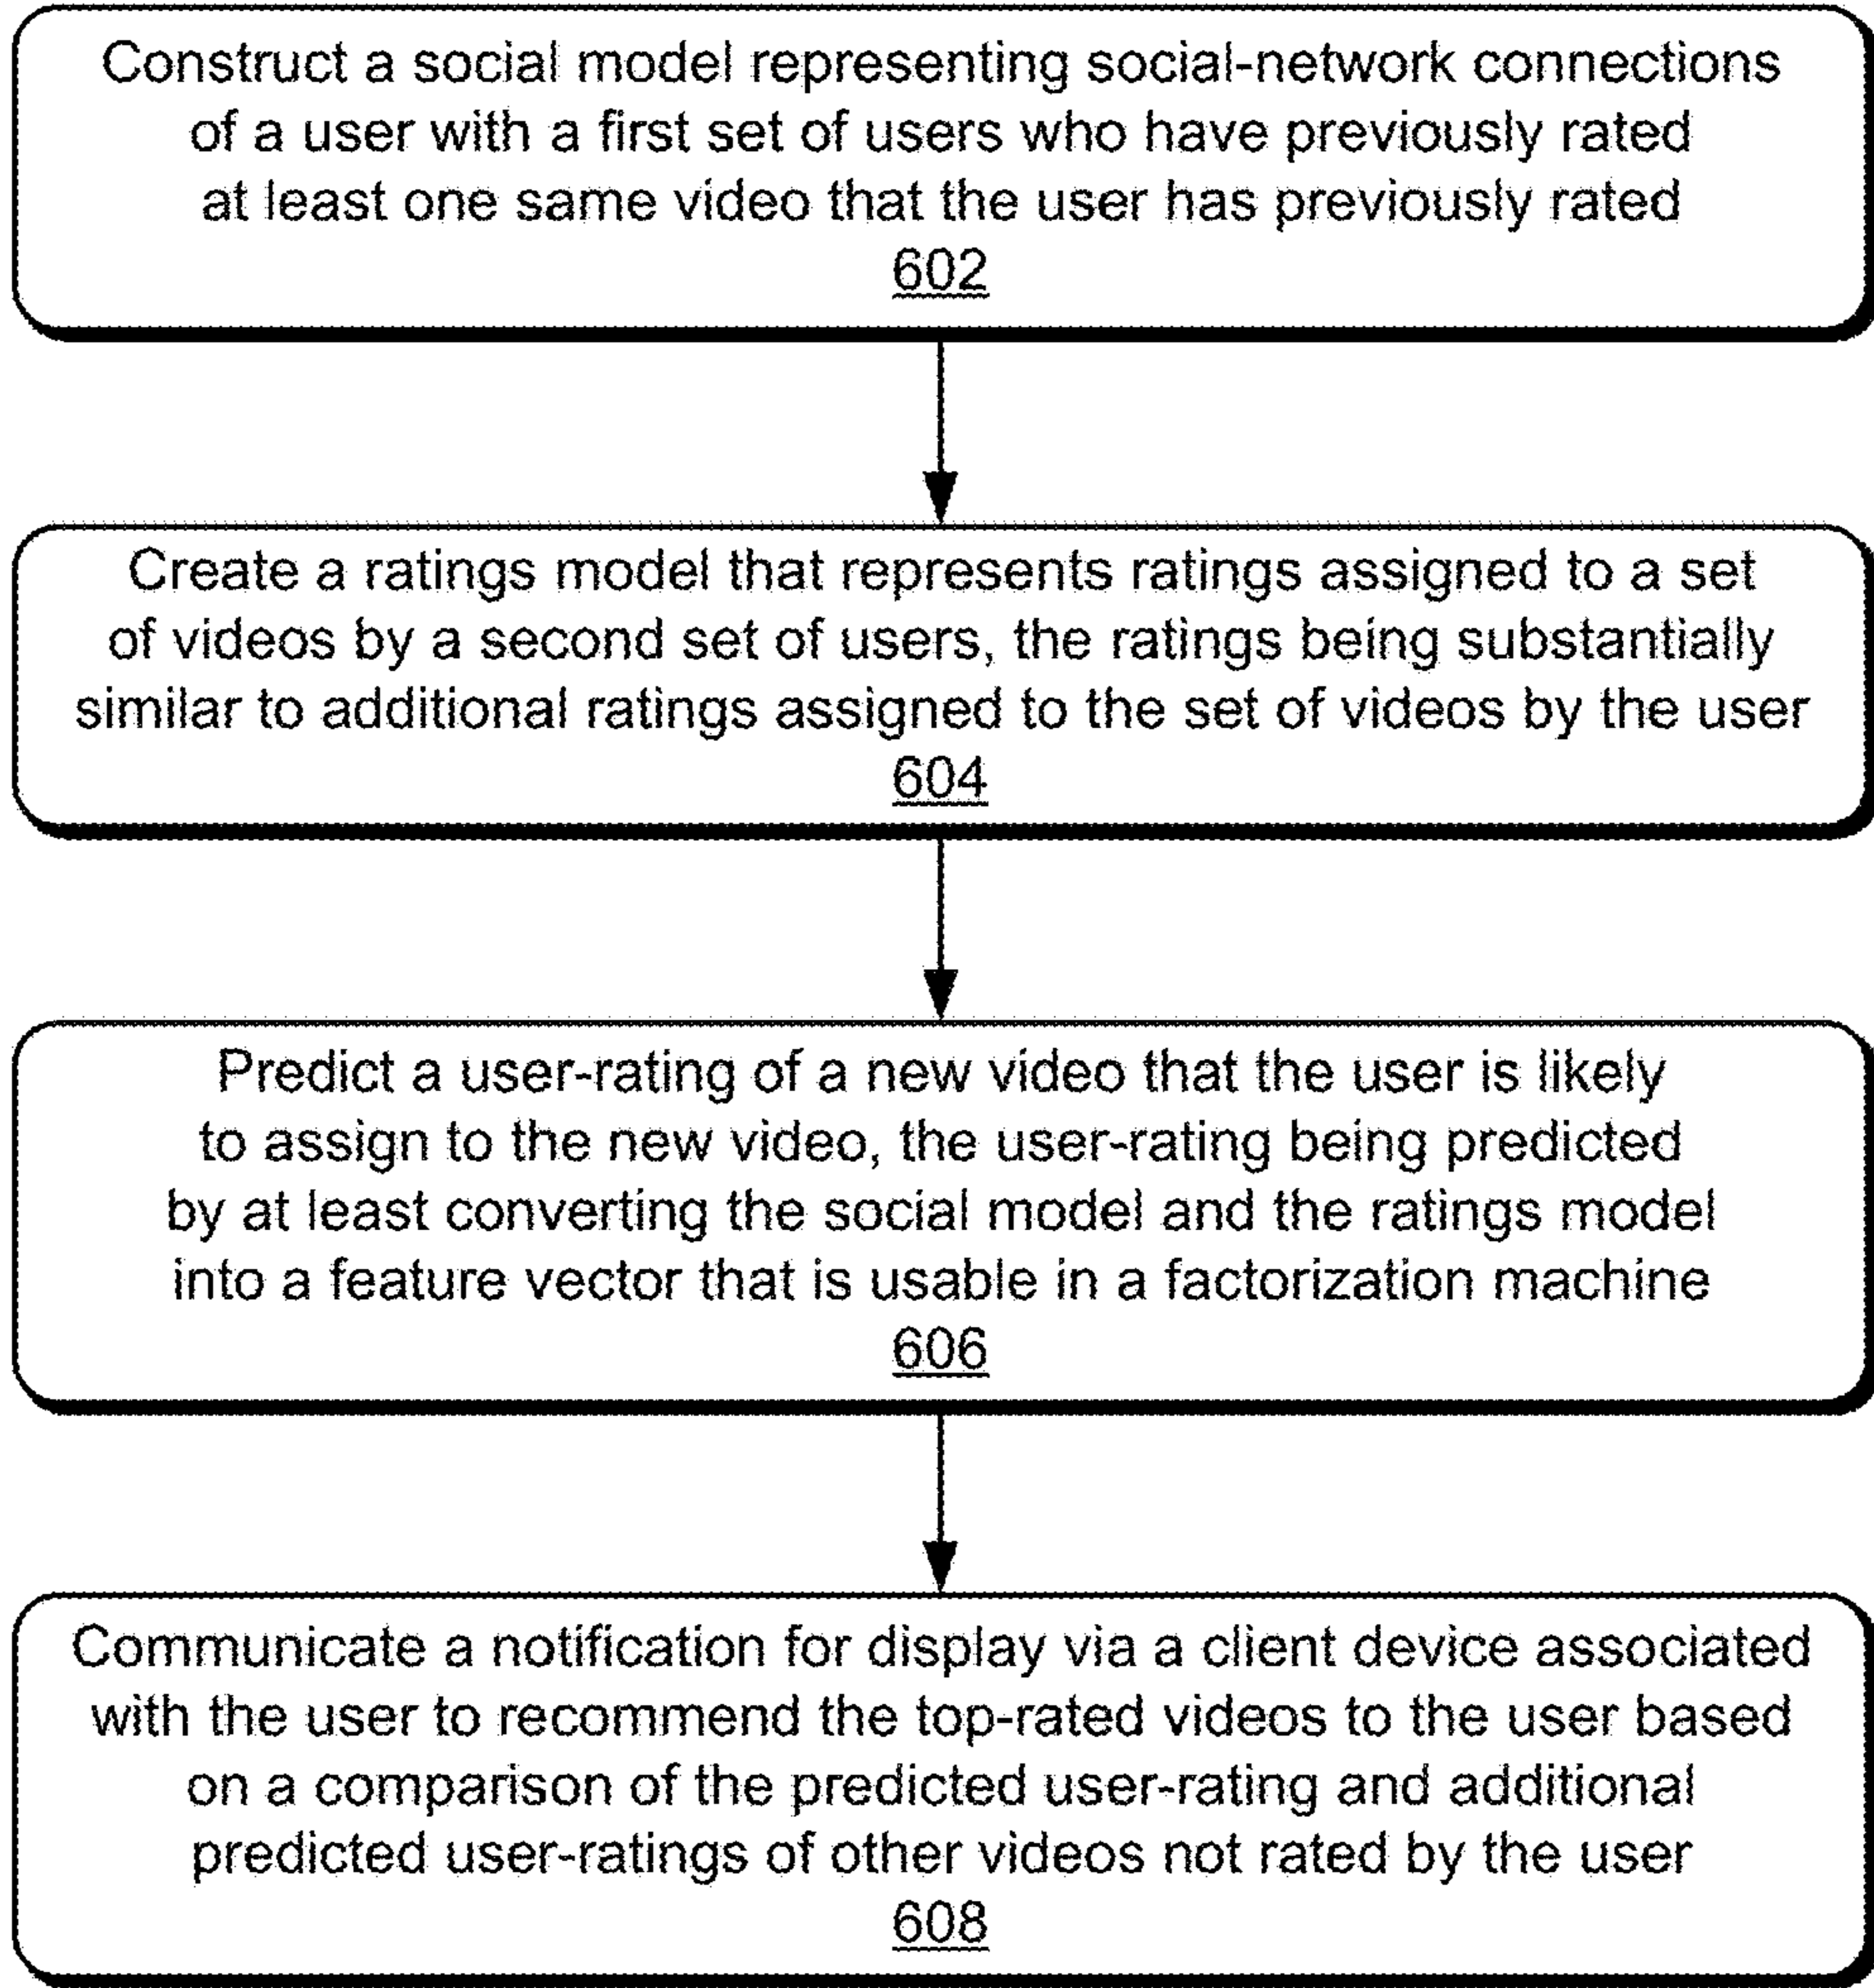 Construct a social model representing social-network connections
of a user with a first set of users who have previously rated
at least one same video that the user has previously rated
602
Create a ratings model that represents ratings assigned to a set
of videos by a second set of users, the ratings being substantially
similar to additional ratings assigned to the set of videos by the user
604
Predict a user-rating of a new video that the user is likely
to assign to the new video, the user-rating being predicted
by at least converting the social model and the ratings model
into a feature vector that is usable in a factorization machine
606
Communicate a notification for display via a client device associated
with the user to recommend the top-rated videos to the user based
on a comparison of the predicted user-rating and additional
predicted user-ratings of other videos not rated by the user
608